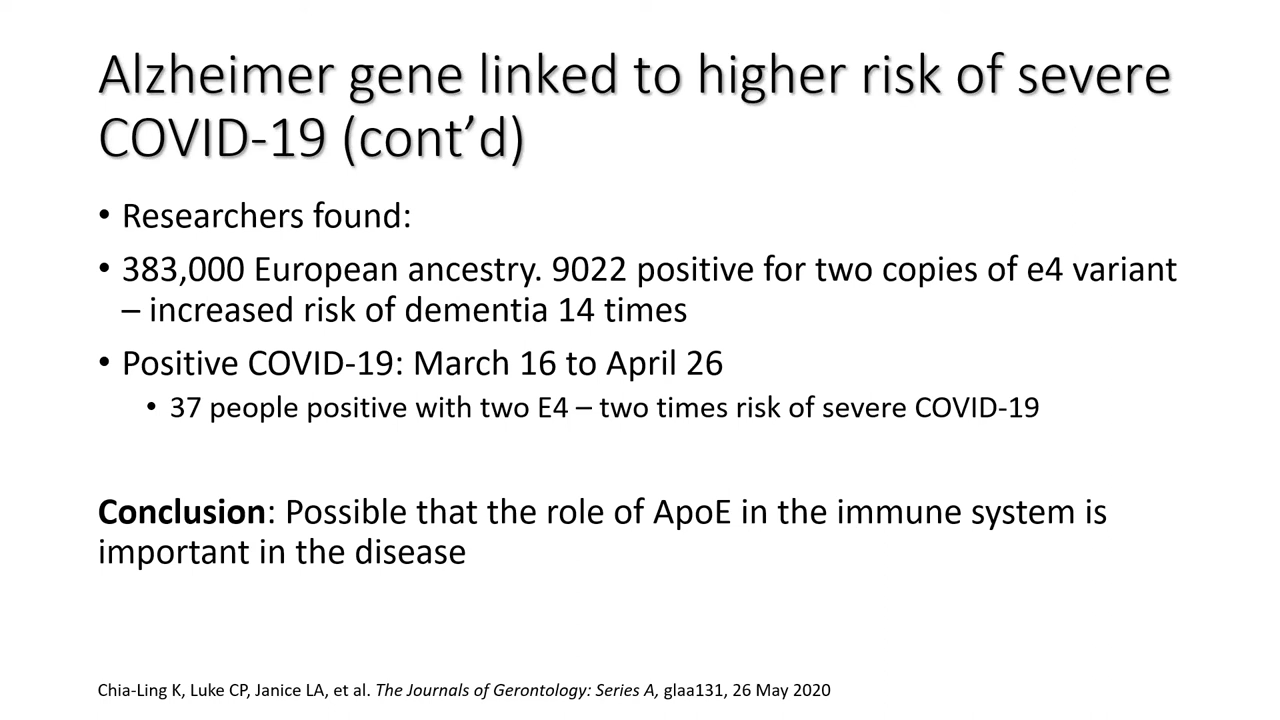 Alzheimer gene linked to higher risk of severe
COVID-19 (cont’d)
• Researchers found:
• 383,000 European ancestry. 9022 positive for two copies of e4 variant
– increased risk of dementia 14 times
• Positive COVID-19: March 16 to April 26
• 37 people positive with two E4 – two times risk of severe COVID-19
Conclusion: Possible that the role of ApoE in the immune system is
important in the disease
Chia-Ling K, Luke CP, Janice LA, et al. The Journals of Gerontology: Series A, glaa131, 26 May 2020